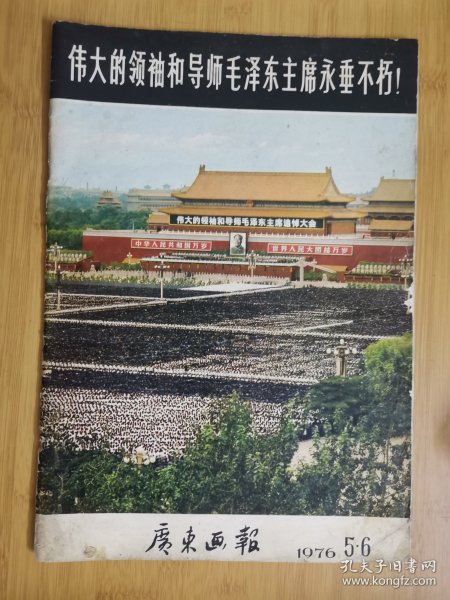 伟大的领袖和导师毛泽东主席永垂不朽!
伟大的领袖和导师毛泽东主席追悼大会
中华人民共和国万岁
世界人民大团结万岁
廣東画報
1976 5·6
孔夫子旧书网
www.kongfz.com